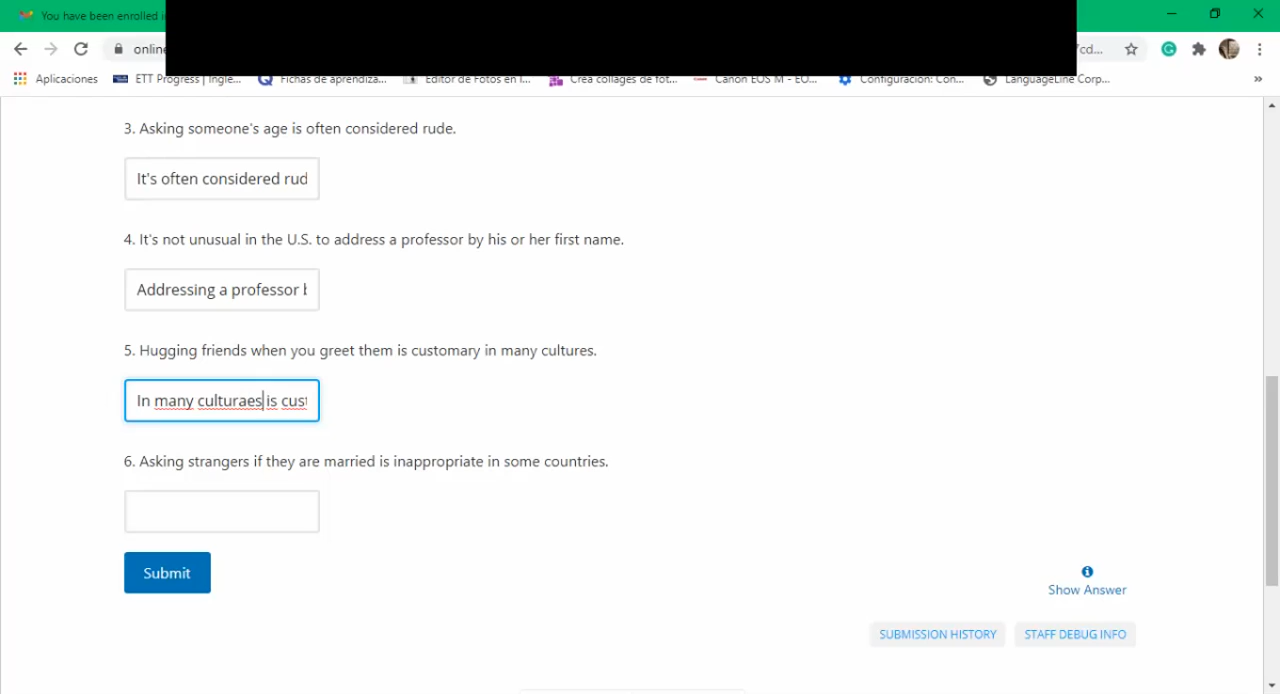 You have been enrolled i
online
/cd...
Aplicaciones
ETT Progress | Ingle...
Fichas de aprendiza...
Editor de Fotos en l...
Crea collages de fot...
Canon EOS M - EO...
Configuración: Con...
LanguageLine Corp...
3. Asking someone's age is often considered rude.
It's often considered rud
4. It's not unusual in the U.S. to address a professor by his or her first name.
Addressing a professor b
5. Hugging friends when you greet them is customary in many cultures.
In many culturaes is cust
6. Asking strangers if they are married is inappropriate in some countries.
Submit
Show Answer
SUBMISSION HISTORY
STAFF DEBUG INFO